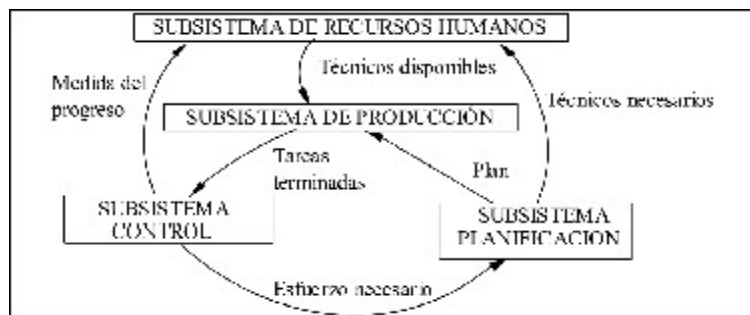 SUBSISTEMA DE RECURSOS HUMANOS
Medida del
progreso
Técnicos disponibles
Técnicos necesarios
SUBSISTEMA DE PRODUCCIÓN
Tareas
terminadas
Plan
SUBSISTEMA
CONTROL
SUBSISTEMA
PLANIFICACION
Esfuerzo necesario